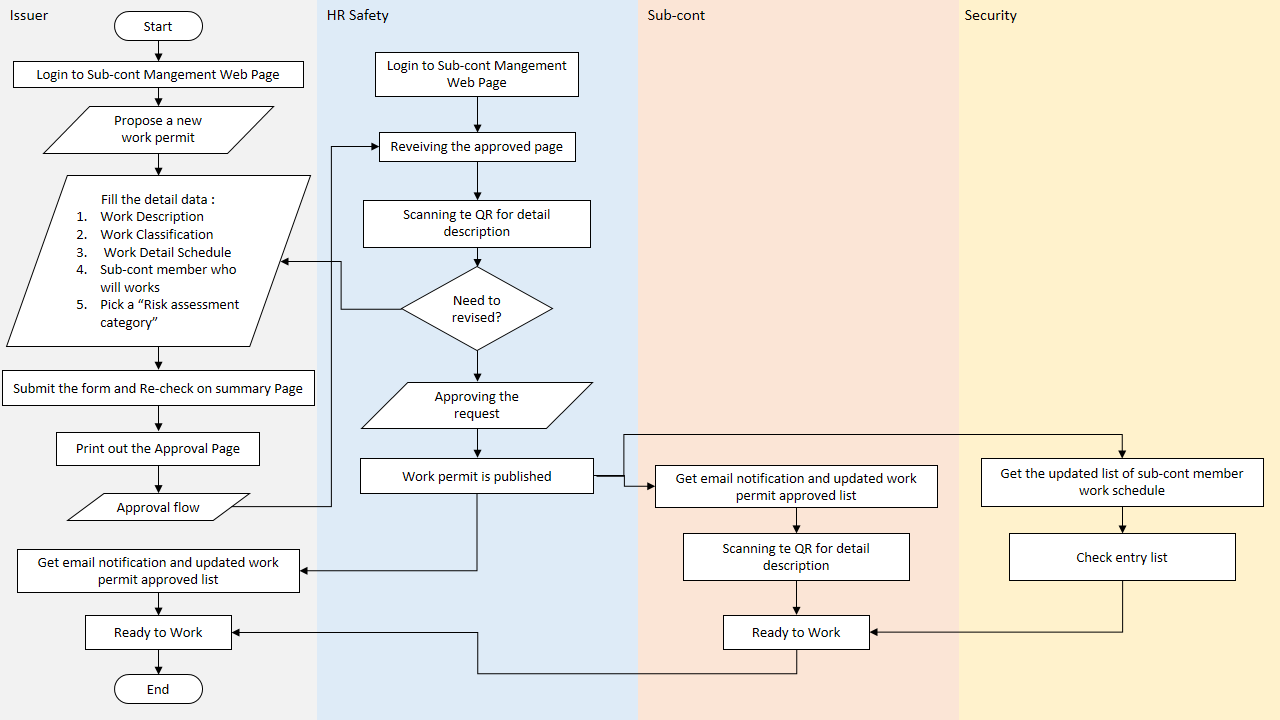 Issuer
Start
Login to Sub-cont Mangement Web Page
Propose a new
work permit
Fill the detail data :
1. Work Description
2. Work Classification
3. Work Detail Schedule
4. Sub-cont member who
will works
5. Pick a “Risk assessment
category”
Submit the form and Re-check on summary Page
Print out the Approval Page
Approval flow
Get email notification and updated work
permit approved list
Ready to Work
End
HR Safety
Login to Sub-cont Mangement
Web Page
Reveiving the approved page
Scanning te QR for detail
description
Need to
revised?
Approving the
request
Work permit is published
Sub-cont
Get email notification and updated work
permit approved list
Scanning te QR for detail
description
Ready to Work
Security
Get the updated list of sub-cont member
work schedule
Check entry list